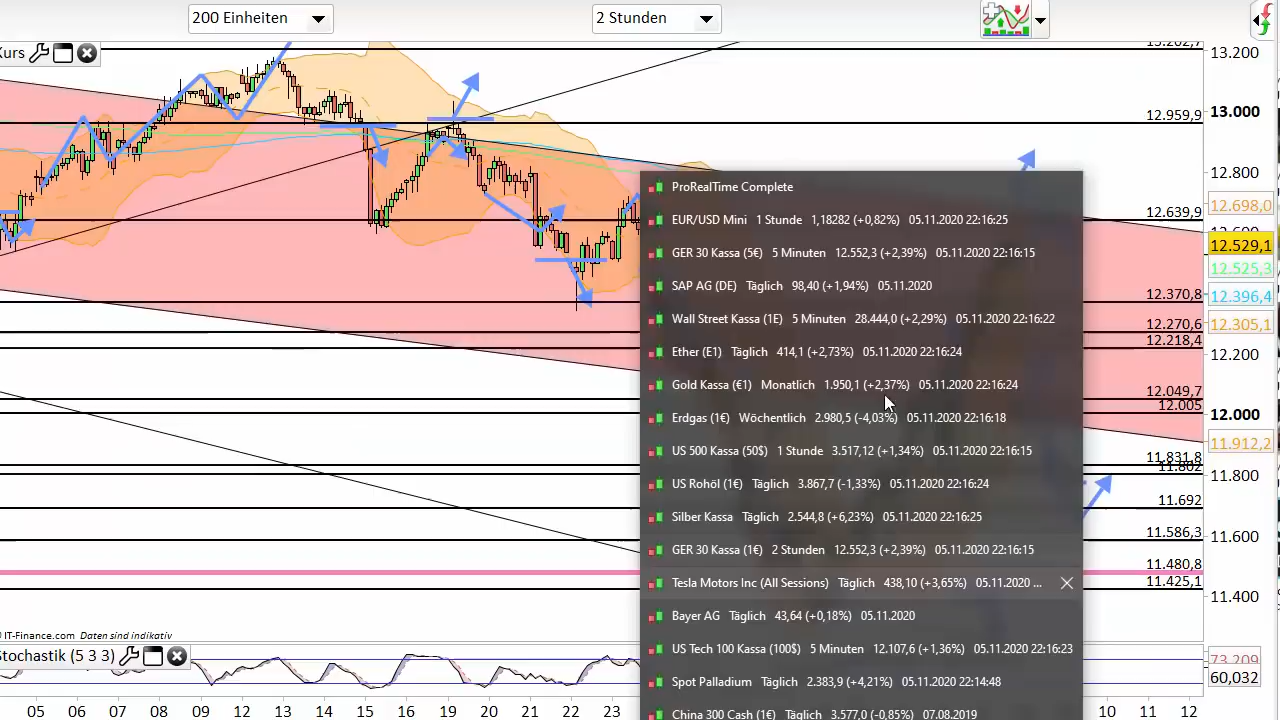 200 Einheiten
2 Stunden
Kurs
13.200
12.959,9
13.000
12.800
12.698,0
12.639,9
12.529,1
12.525,3
12.370,8
12.396,4
12.270,6
12.305,1
12.218,4
12.200
12.049,7
12.005
12.000
11.912,2
11.831,8
11.802
11.800
11.692
11.600
11.586,3
11.480,8
11.425,1
11.400
ProRealTime Complete
EUR/USD Mini 1 Stunde 1,18282 (+0,82%) 05.11.2020 22:16:25
GER 30 Kassa (5€) 5 Minuten 12.552,3 (+2,39%) 05.11.2020 22:16:15
SAP AG (DE) Täglich 98,40 (+1,94%) 05.11.2020
Wall Street Kassa (1E) 5 Minuten 28.444,0 (+2,29%) 05.11.2020 22:16:22
Ether (E1) Täglich 414,1 (+2,73%) 05.11.2020 22:16:24
Gold Kassa (€1) Monatlich 1.950,1 (+2,37%) 05.11.2020 22:16:24
Erdgas (1€) Wöchentlich 2.980,5 (-4,03%) 05.11.2020 22:16:18
US 500 Kassa (50$) 1 Stunde 3.517,12 (+1,34%) 05.11.2020 22:16:15
US Rohöl (1€) Täglich 3.867,7 (-1,33%) 05.11.2020 22:16:24
Silber Kassa Täglich 2.544,8 (+6,23%) 05.11.2020 22:16:25
GER 30 Kassa (1€) 2 Stunden 12.552,3 (+2,39%) 05.11.2020 22:16:15
Tesla Motors Inc (All Sessions) Täglich 438,10 (+3,65%) 05.11.2020 ...
Bayer AG Täglich 43,64 (+0,18%) 05.11.2020
US Tech 100 Kassa (100$) 5 Minuten 12.107,6 (+1,36%) 05.11.2020 22:16:23
Spot Palladium Täglich 2.383,9 (+4,21%) 05.11.2020 22:14:48
China 300 Cash (1€) Täglich 3.577,0 (-0,85%) 07.08.2019
IT-Finance.com Daten sind indikativ
Stochastik (5 3 3)
73,209
60,032
05 06 07 08 09 12 13 14 15 16 19 20 21 22 23 10 11 12